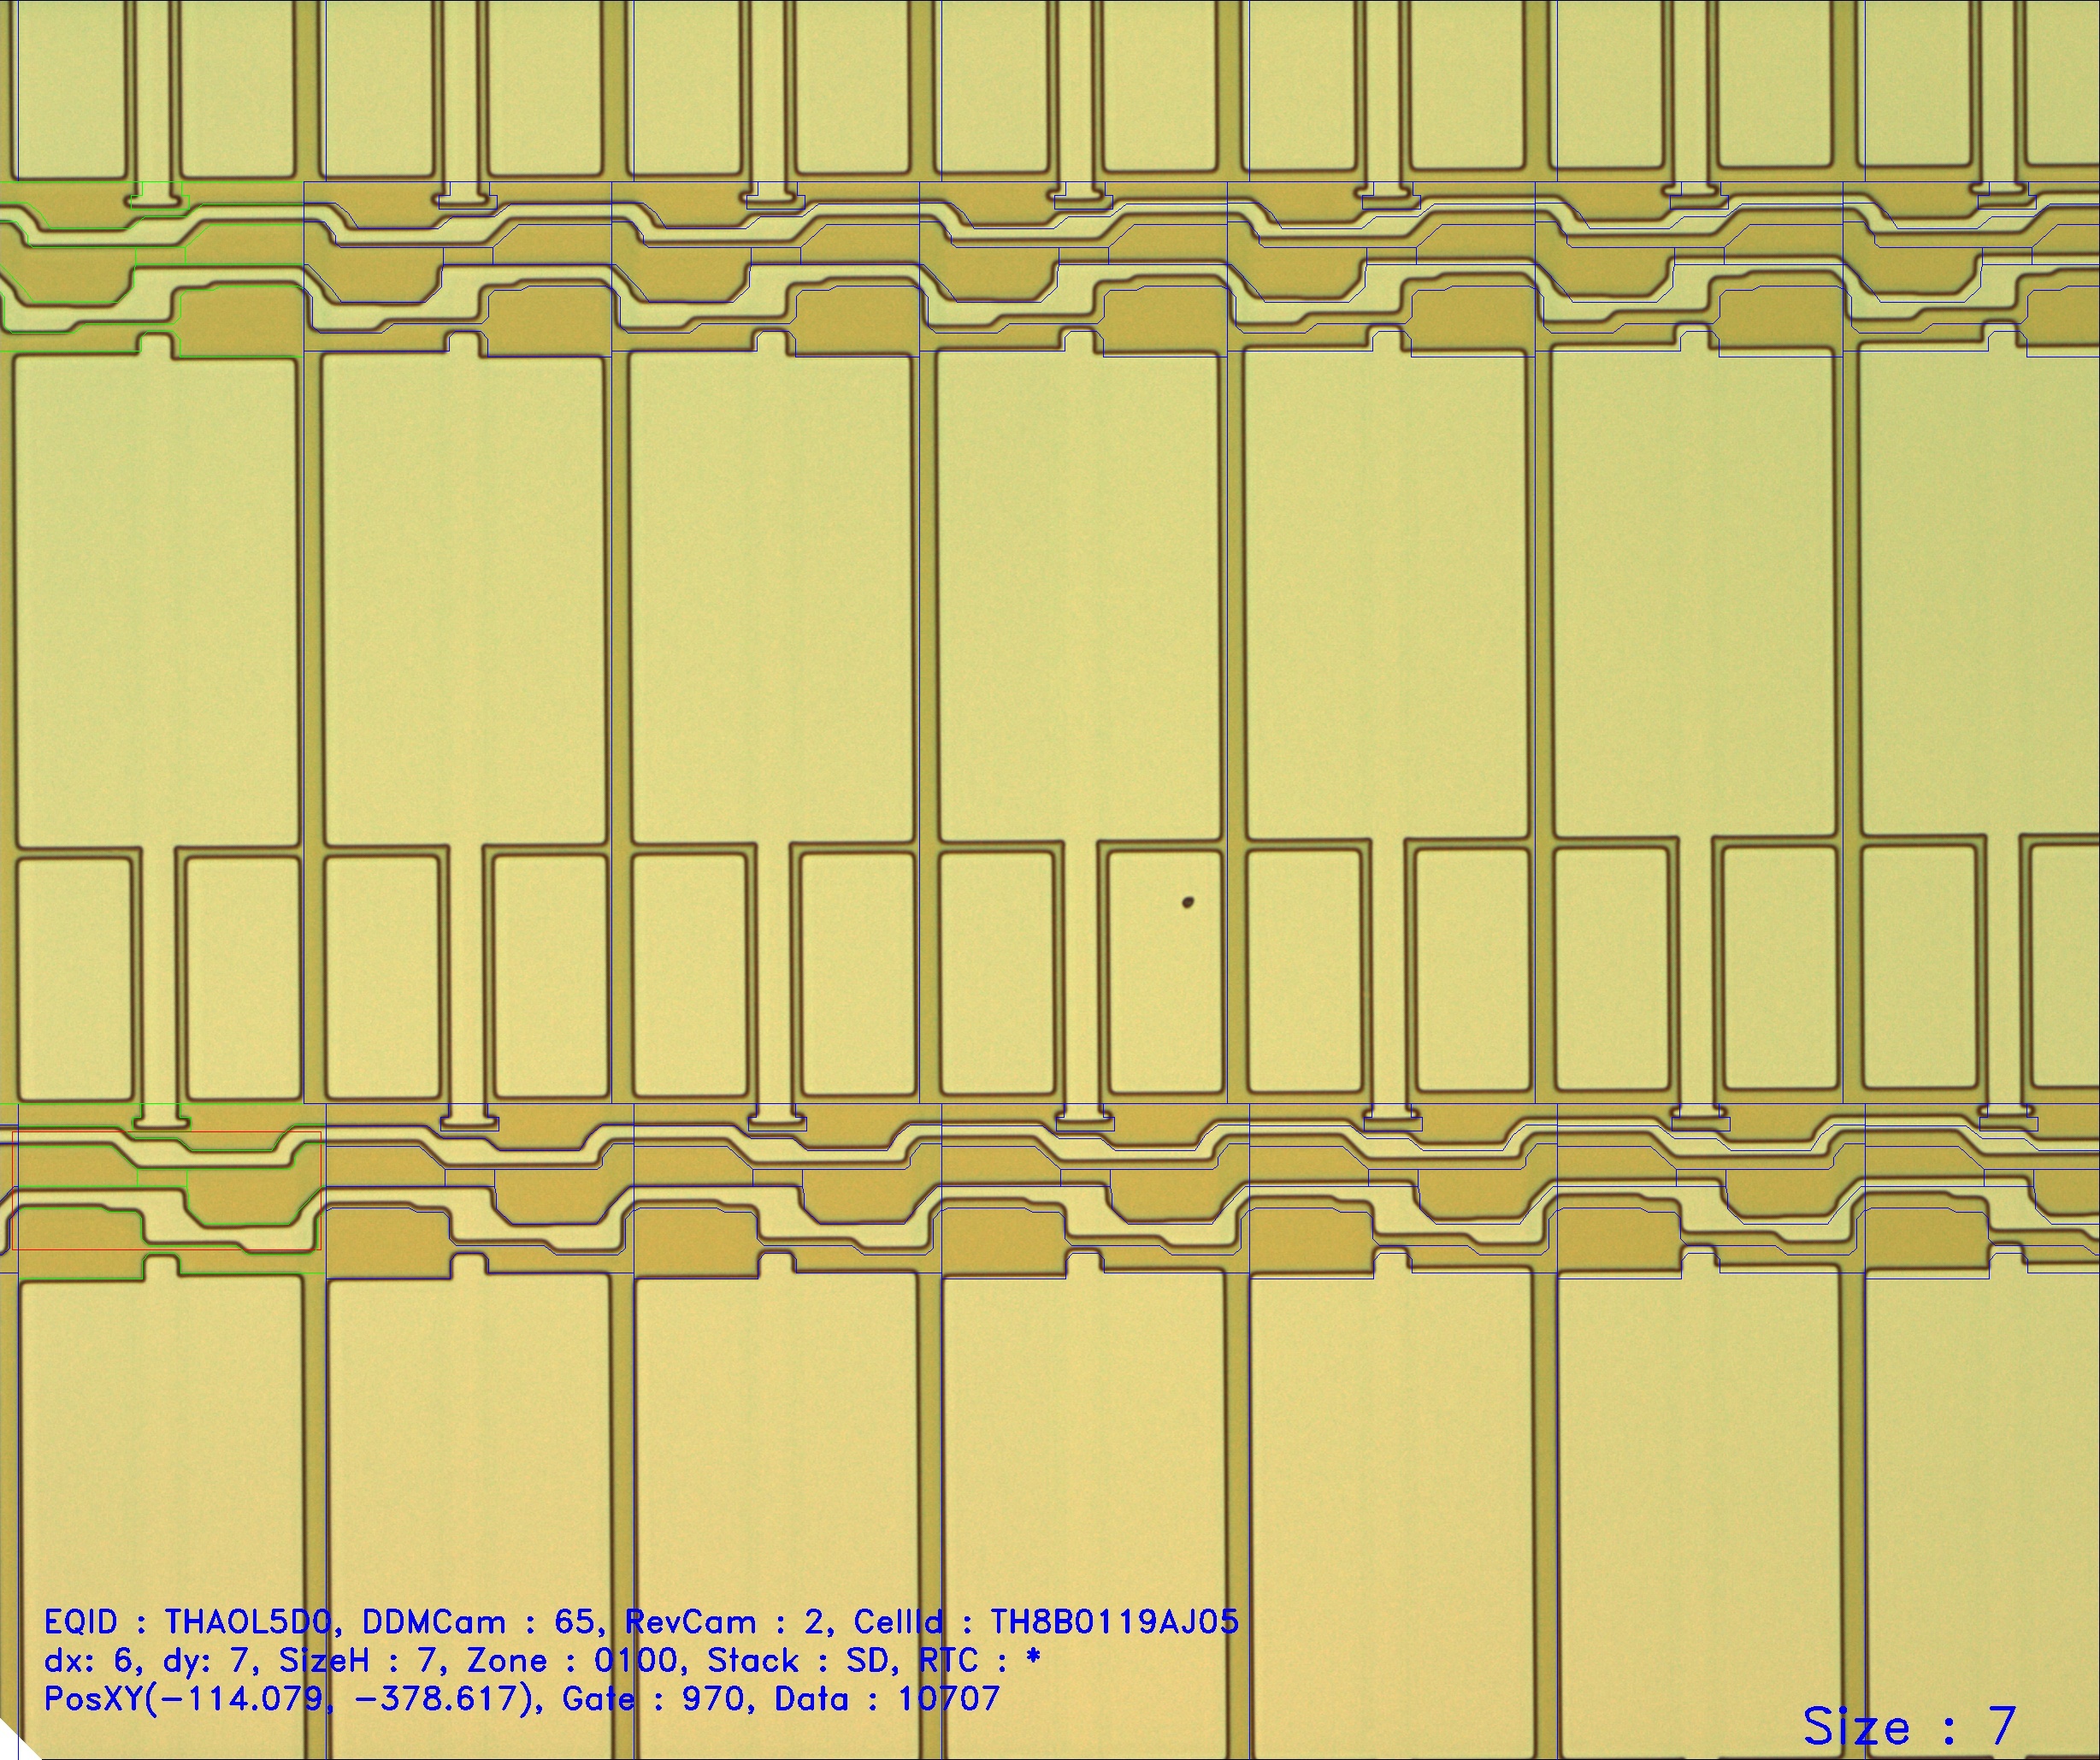 EQID : THAOL5D0, DDMCam : 65, RevCam : 2, CellId : TH8B0119AJ05
dx: 6, dy: 7, SizeH : 7, Zone : 0100, Stack : SD, RTC : *
PosXY(-114.079, -378.617), Gate : 970, Data : 10707
Size : 7